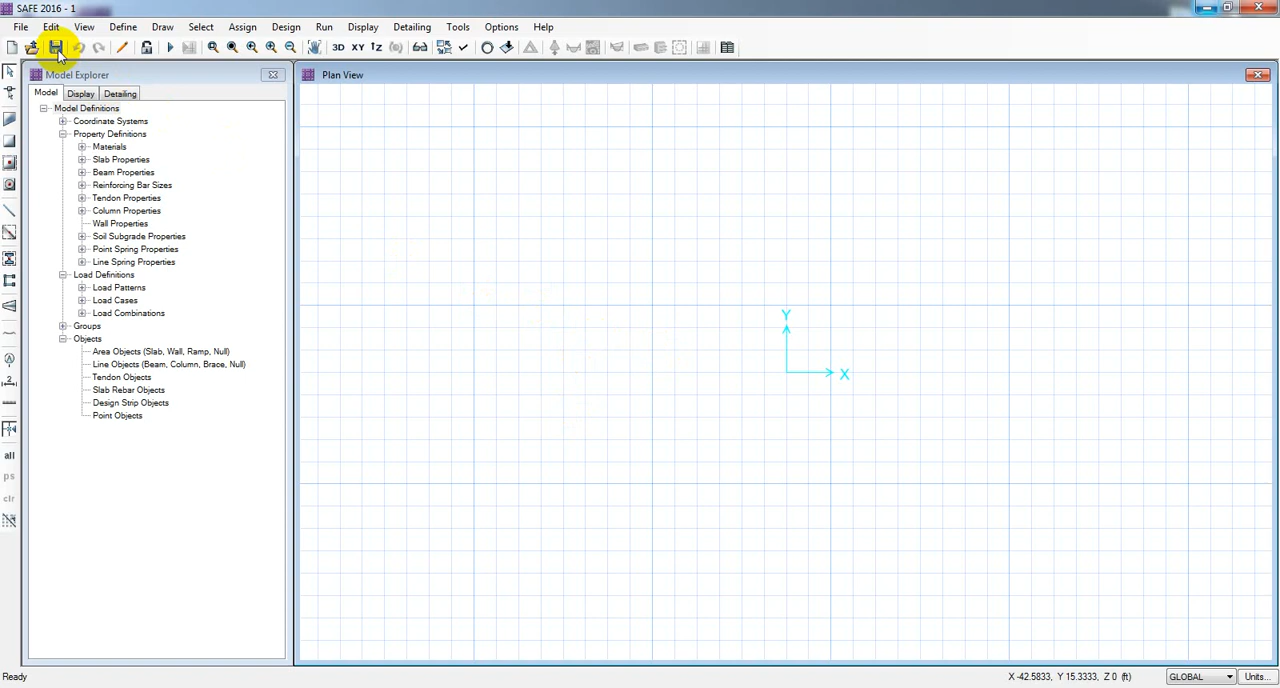 SAFE 2016 - 1
File Edit View Define Draw Select Assign Design Run Display Detailing Tools Options Help
3D XY
Model Explorer
Plan View
Model Display Detailing
Model Definitions
Coordinate Systems
Property Definitions
Materials
Slab Properties
Beam Properties
Reinforcing Bar Sizes
Tendon Properties
Column Properties
Wall Properties
Soil Subgrade Properties
Point Spring Properties
Line Spring Properties
Load Definitions
Load Patterns
Load Cases
Load Combinations
Groups
Objects
Area Objects (Slab, Wall, Ramp, Null)
Line Objects (Beam, Column, Brace, Null)
Tendon Objects
Slab Rebar Objects
Design Strip Objects
Point Objects
Y
X
all
ps
clr
Ready
X -42.5833, Y 15.3333, Z 0 (ft)
GLOBAL
Units...